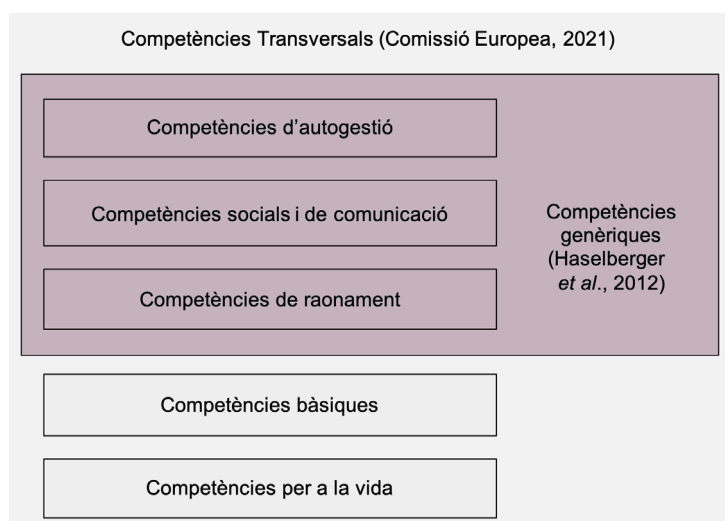 Competències Transversals (Comissió Europea, 2021)
Competències d’autogestió
Competències socials i de comunicació
Competències de raonament
Competències
genèriques
(Haselberger
et al., 2012)
Competències bàsiques
Competències per a la vida